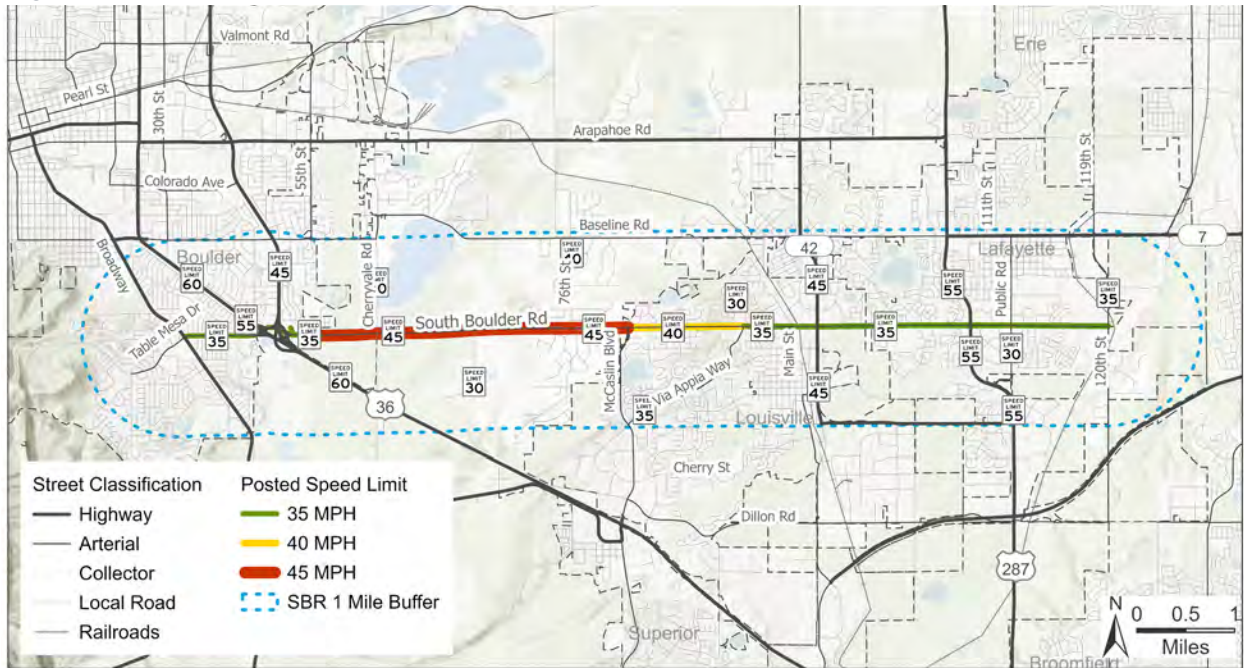 Valmont Rd
Erie
Pearl St
30th St
Arapahoe Rd
55th St
111th St
119th St
Colorado Ave
Baseline Rd
Broadway
Boulder
Cherryvale Rd
76th St
42
Lafayette
7
SPEED LIMIT 45
SPEED LIMIT 60
SPEED LIMIT 45
SPEED LIMIT 55
Public Rd
SPEED LIMIT 35
SPEED LIMIT 30
Table Mesa Dr
SPEED LIMIT 35
SPEED LIMIT 55
SPEED LIMIT 35
SPEED LIMIT 45
South Boulder Rd
SPEED LIMIT 45
SPEED LIMIT 40
SPEED LIMIT 35
SPEED LIMIT 35
SPEED LIMIT 55
SPEED LIMIT 30
Main St
120th St
McCaslin Blvd
Via Appia Way
SPEED LIMIT 60
SPEED LIMIT 30
SPEED LIMIT 45
36
35
Louisville
SPEED LIMIT 55
Cherry St
Dillon Rd
287
Superior
Broomfield
Street Classification
Highway
Arterial
Collector
Local Road
Railroads
Posted Speed Limit
35 MPH
40 MPH
45 MPH
SBR 1 Mile Buffer
N
0 0.5 1
Miles